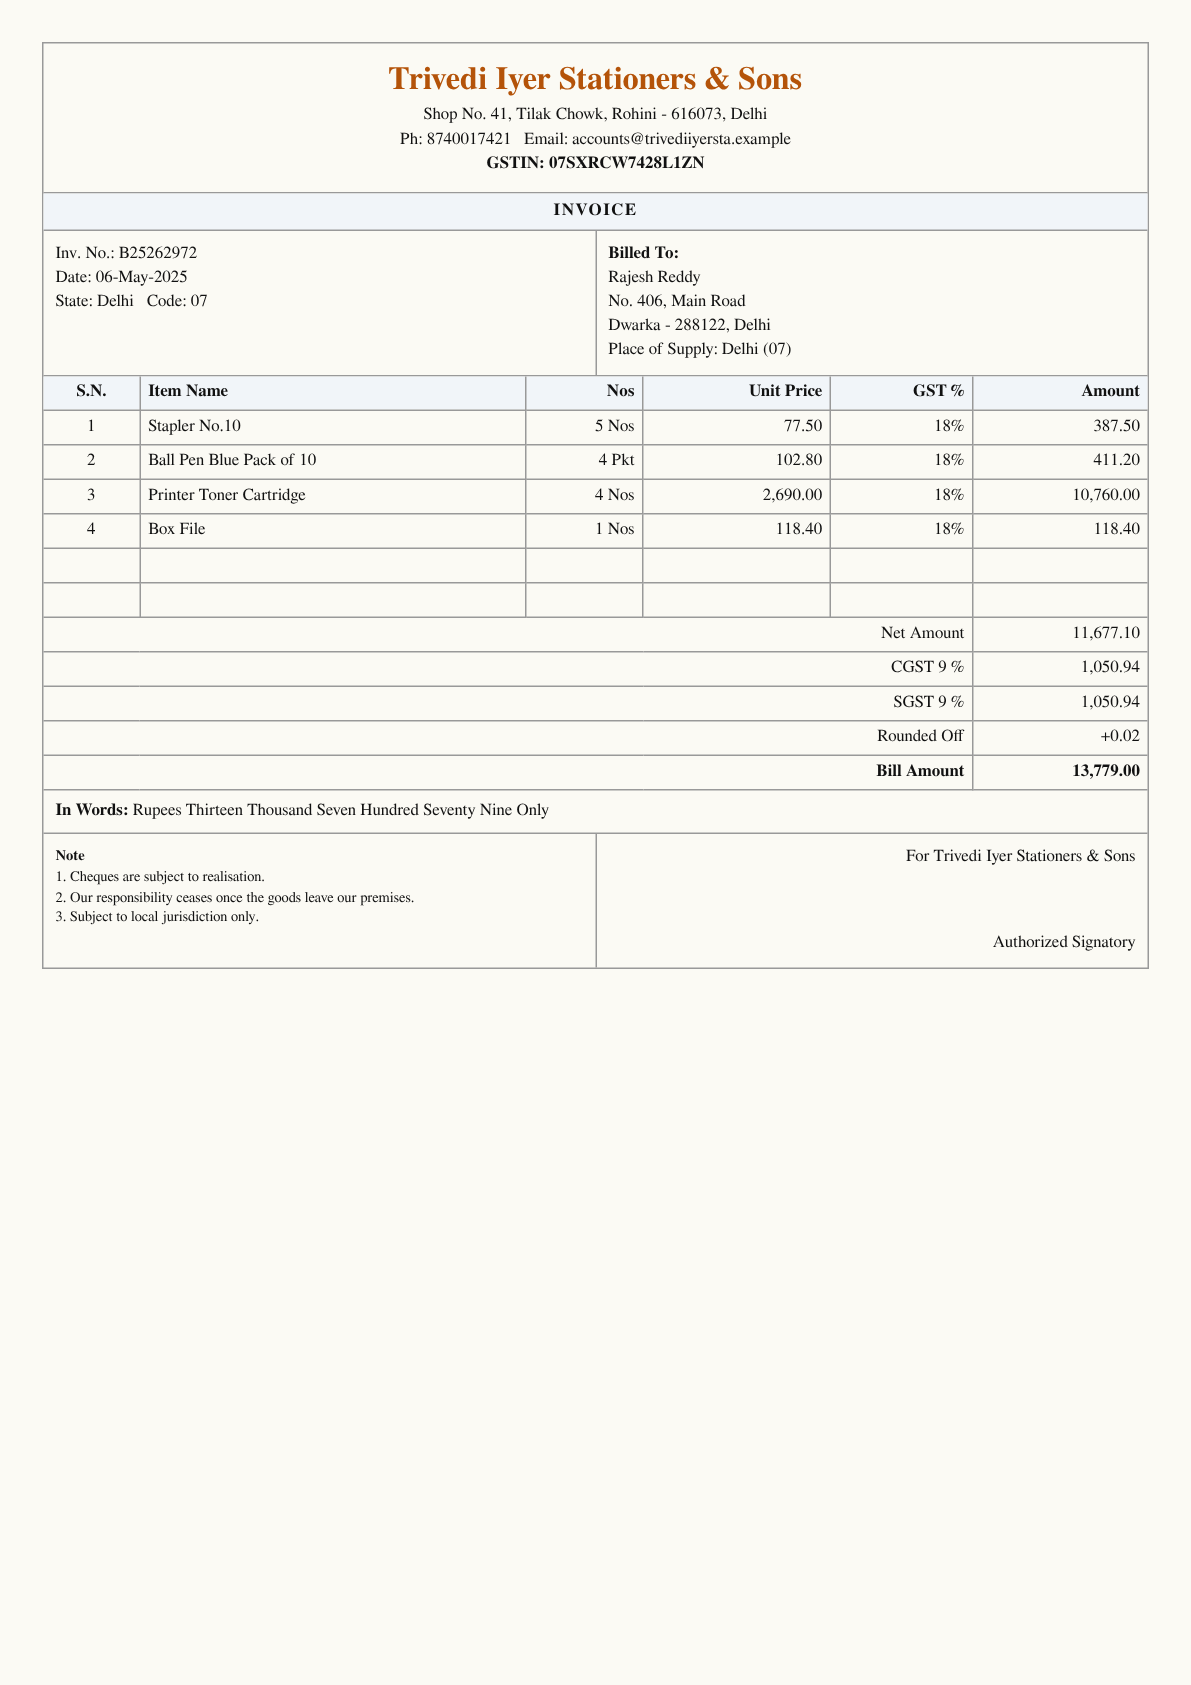 Trivedi Iyer Stationers & Sons
Shop No. 41, Tilak Chowk, Rohini - 616073, Delhi
Ph: 8740017421 Email: accounts@trivediiyersta.example
GSTIN: 07SXRCW7428L1ZN
INVOICE
Inv. No.: B25262972
Date: 06-May-2025
State: Delhi Code: 07
Billed To:
Rajesh Reddy
No. 406, Main Road
Dwarka - 288122, Delhi
Place of Supply: Delhi (07)
S.N. Item Name Nos Unit Price GST % Amount
1 Stapler No.10 5 Nos 77.50 18% 387.50
2 Ball Pen Blue Pack of 10 4 Pkt 102.80 18% 411.20
3 Printer Toner Cartridge 4 Nos 2,690.00 18% 10,760.00
4 Box File 1 Nos 118.40 18% 118.40
Net Amount 11,677.10
CGST 9 % 1,050.94
SGST 9 % 1,050.94
Rounded Off +0.02
Bill Amount 13,779.00
In Words: Rupees Thirteen Thousand Seven Hundred Seventy Nine Only
Note
1. Cheques are subject to realisation.
2. Our responsibility ceases once the goods leave our premises.
3. Subject to local jurisdiction only.
For Trivedi Iyer Stationers & Sons
Authorized Signatory